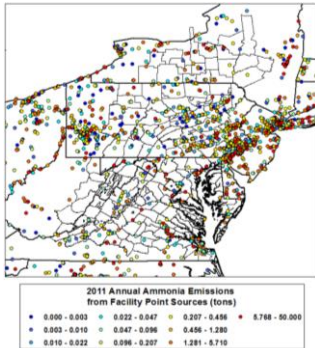 2011 Annual Ammonia Emissions
from Facility Point Sources (tons)
0.000 - 0.003 0.022 - 0.047 0.207 - 0.456 5.768 - 50.000
0.003 - 0.010 0.047 - 0.096 0.456 - 1.280
0.010 - 0.022 0.096 - 0.207 1.281 - 5.710